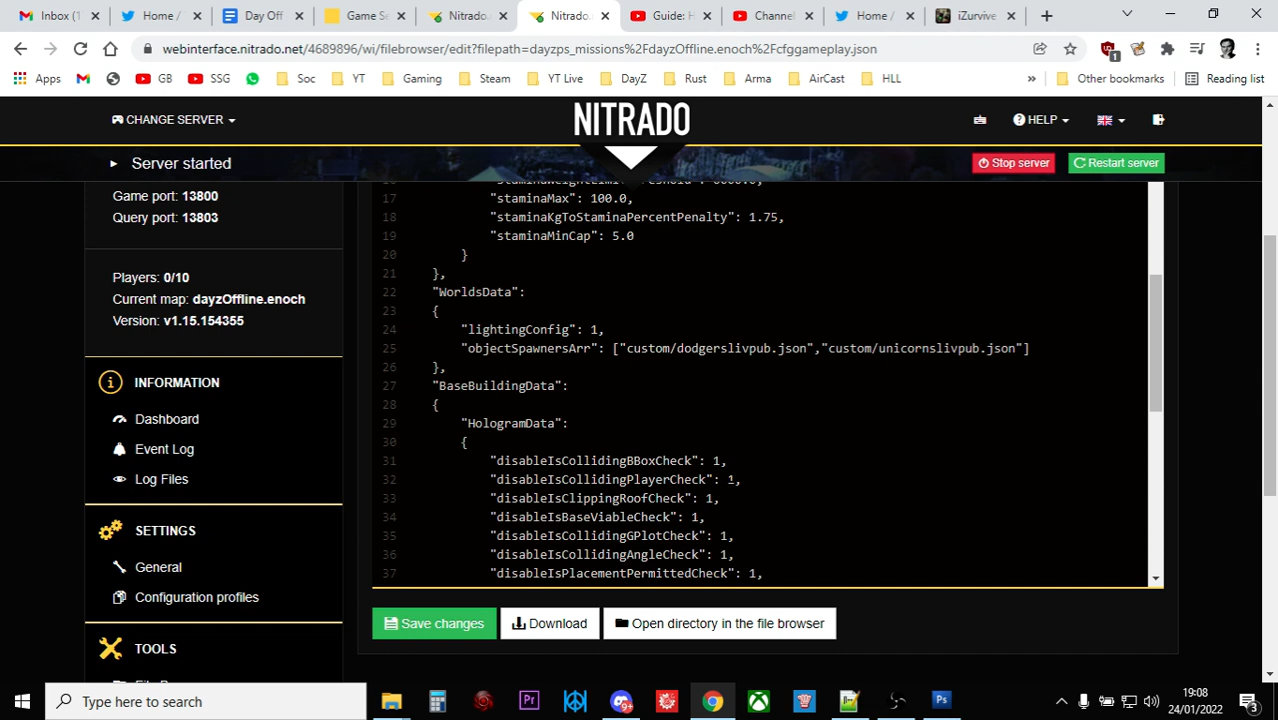 Inbox (1
Home /
Day Off
Game Se
Nitrado.
Nitrado.
Guide: H
Channel
Home /
iZurvive
webinterface.nitrado.net/4689896/wi/filebrowser/edit?filepath=dayzps_missions%2FdayzOffline.enoch%2Fcfggameplay.json
Apps
GB
SSG
Soc
YT
Gaming
Steam
YT Live
DayZ
Rust
Arma
AirCast
HLL
Other bookmarks
Reading list
CHANGE SERVER
NITRADO
HELP
Server started
Stop server
Restart server
Game port: 13800
Query port: 13803
Players: 0/10
Current map: dayzOffline.enoch
Version: v1.15.154355
INFORMATION
Dashboard
Event Log
Log Files
SETTINGS
General
Configuration profiles
TOOLS
17 "staminaMax": 100.0,
18 "staminaKgToStaminaPercentPenalty": 1.75,
19 "staminaMinCap": 5.0
20 }
21 },
22 "WorldsData":
23 {
24 "lightingConfig": 1,
25 "objectSpawnersArr": ["custom/dodgerslivpub.json","custom/unicornslivpub.json"]
26 },
27 "BaseBuildingData":
28 {
29 "HologramData":
30 {
31 "disableIsCollidingBBoxCheck": 1,
32 "disableIsCollidingPlayerCheck": 1,
33 "disableIsClippingRoofCheck": 1,
34 "disableIsBaseViableCheck": 1,
35 "disableIsCollidingGPlotCheck": 1,
36 "disableIsCollidingAngleCheck": 1,
37 "disableIsPlacementPermittedCheck": 1,
Save changes
Download
Open directory in the file browser
Type here to search
19:08
24/01/2022